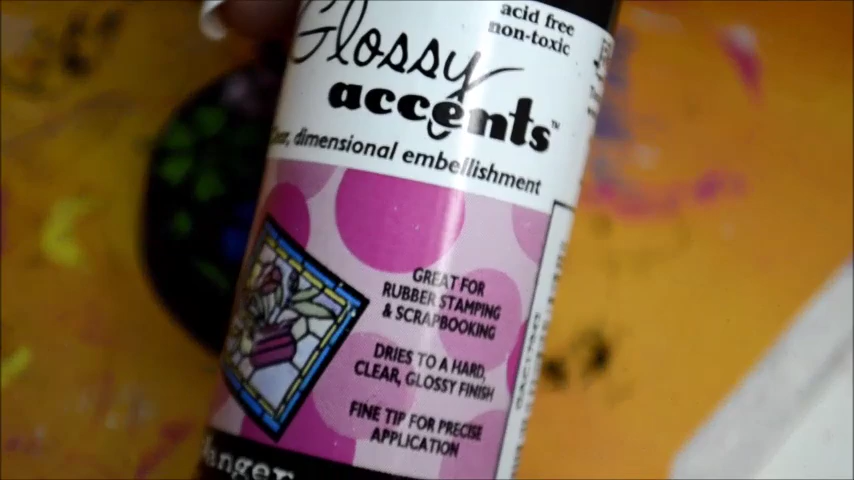 acid free
non-toxic
Glossy
accents™
dimensional embellishment
GREAT FOR
RUBBER STAMPING
& SCRAPBOOKING
DRIES TO A HARD,
CLEAR, GLOSSY FINISH
FINE TIP FOR PRECISE
APPLICATION